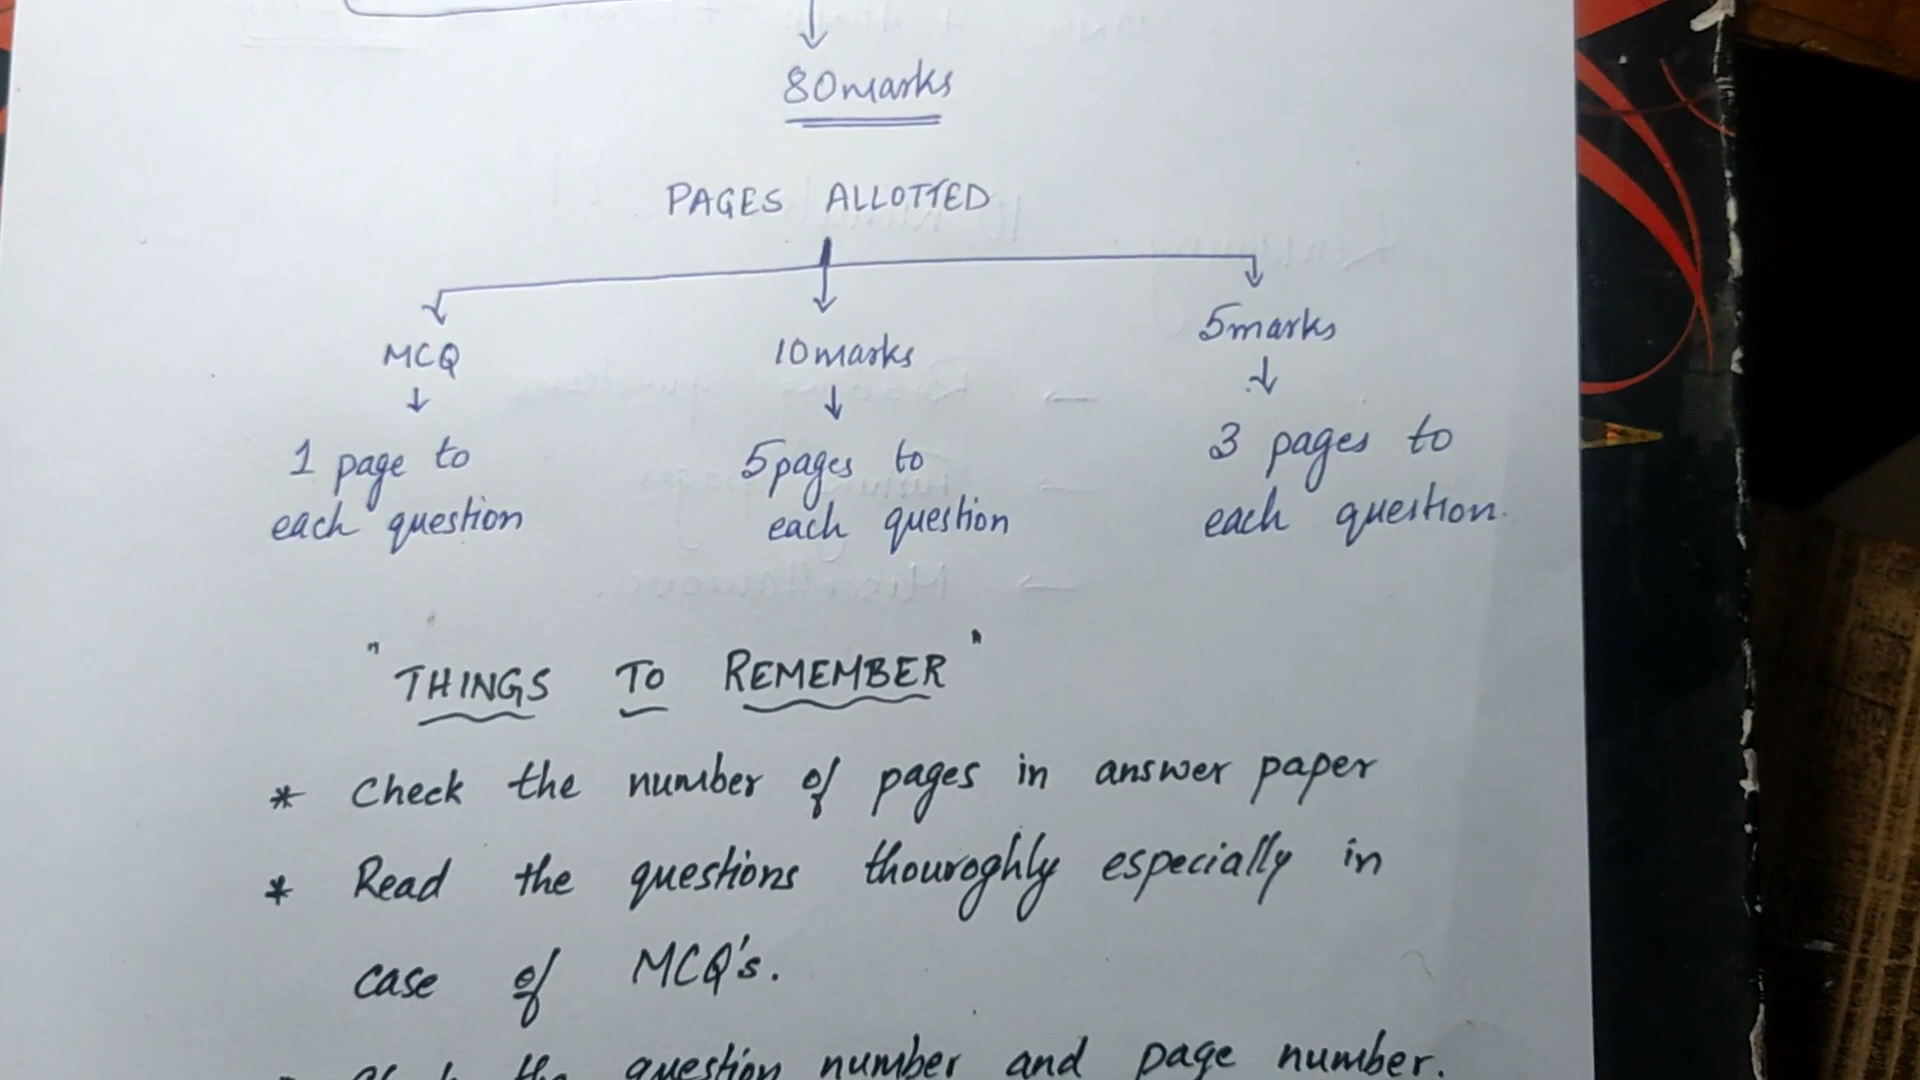 80marks
PAGES ALLOTTED
MCQ
10marks
5marks
1 page to
each question
5pages to
each question
3 pages to
each question.
"THINGS TO REMEMBER"
* Check the number of pages in answer paper
* Read the questions thouroghly especially in
case of MCQ's.
the question number and page number.